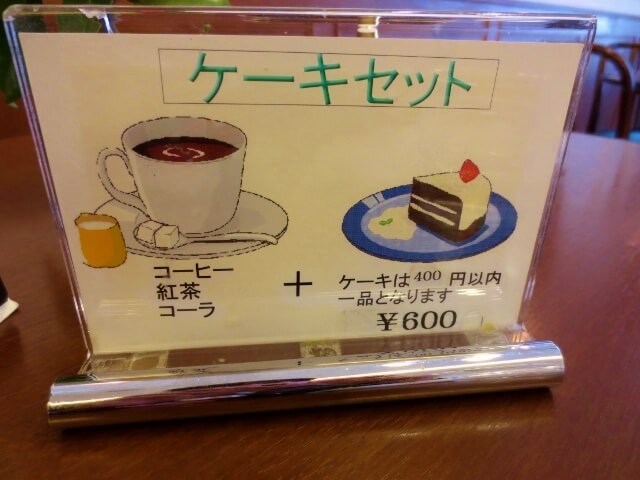 ケーキセット
コーヒー
紅茶
コーラ
＋
ケーキは400円以内
一品となります
￥600